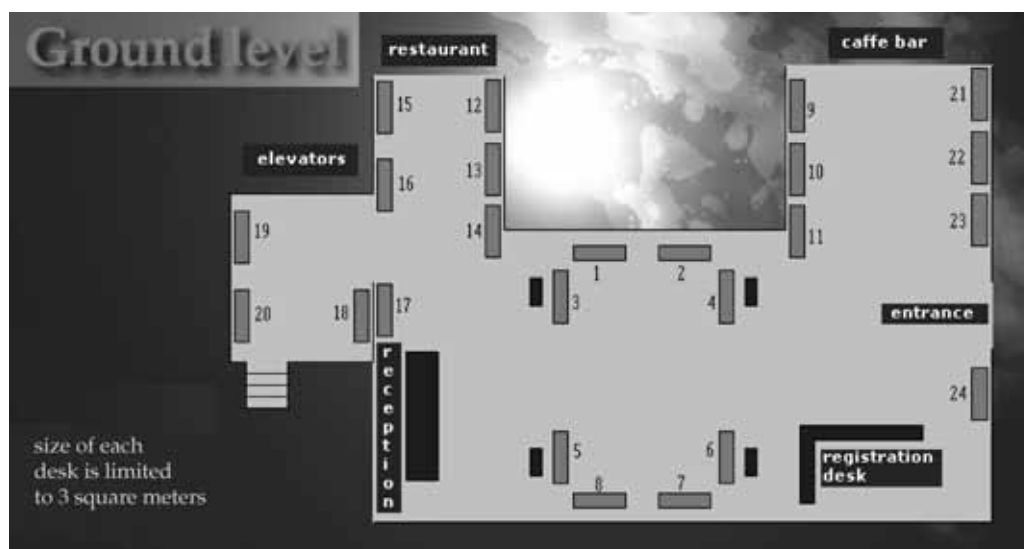 Ground level
restaurant
caffe bar
elevators
15
12
9
21
16
13
10
22
19
14
11
23
1
2
3
4
20
18
17
entrance
reception
24
5
6
8
7
registration
desk
size of each
desk is limited
to 3 square meters